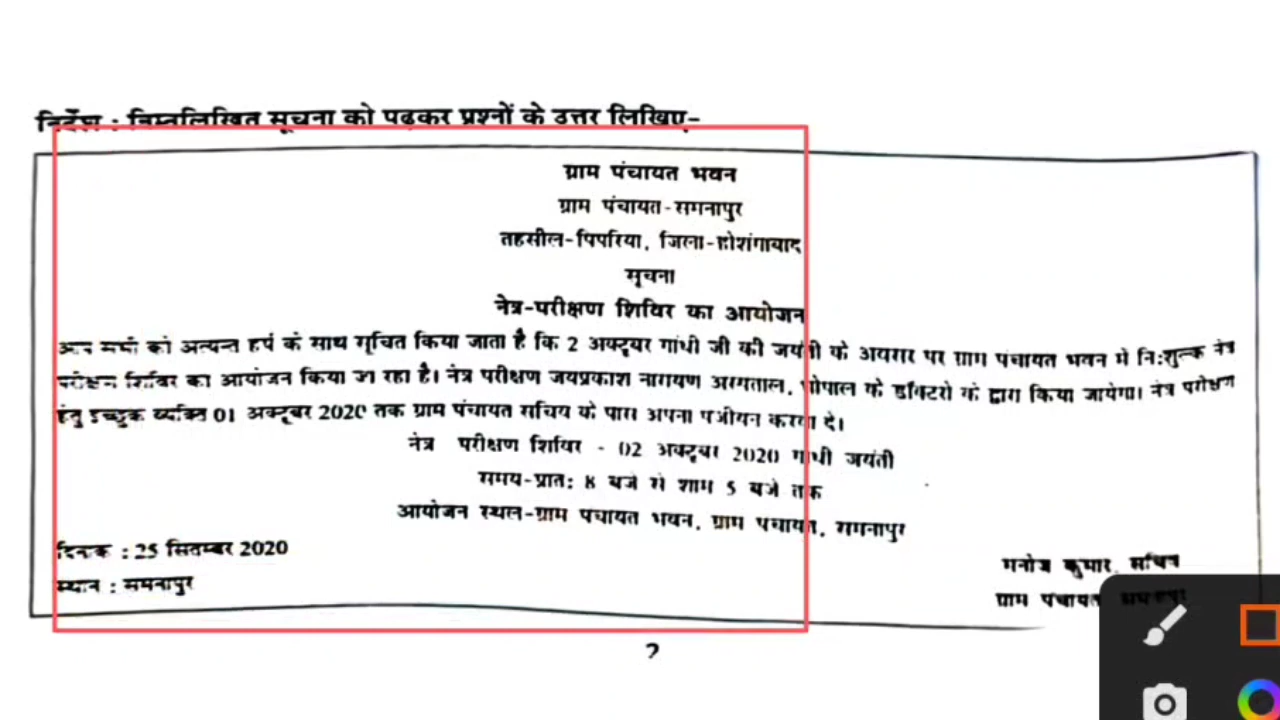 निर्देश : निम्नलिखित सूचना को पढ़कर प्रश्नों के उत्तर लिखिए-
ग्राम पंचायत भवन
ग्राम पंचायत-समनापुर
तहसील-पिपरिया, जिला-होशंगाबाद
सूचना
नेत्र-परीक्षण शिविर का आयोजन
आप सभी को अत्यन्त हर्ष के साथ सूचित किया जाता है कि 2 अक्टूबर गांधी जी की जयंती के अवसर पर ग्राम पंचायत भवन में नि:शुल्क नेत्र
परीक्षण शिविर का आयोजन किया जा रहा है। नेत्र परीक्षण जयप्रकाश नारायण अस्पताल, भोपाल के डॉक्टरो के द्वारा किया जायेगा। नेत्र परीक्षण
हेतु इच्छुक व्यक्ति 01 अक्टूबर 2020 तक ग्राम पंचायत सचिव के पास अपना पंजीयन करवा दें।
नेत्र परीक्षण शिविर - 02 अक्टूबर 2020 गांधी जयंती
समय-प्रात: 8 बजे से शाम 5 बजे तक
आयोजन स्थल-ग्राम पंचायत भवन, ग्राम पंचायत, समनापुर
दिनांक : 25 सितम्बर 2020
स्थान : समनापुर
मनोज कुमार, सचिव
ग्राम पंचायत समनापुर
2